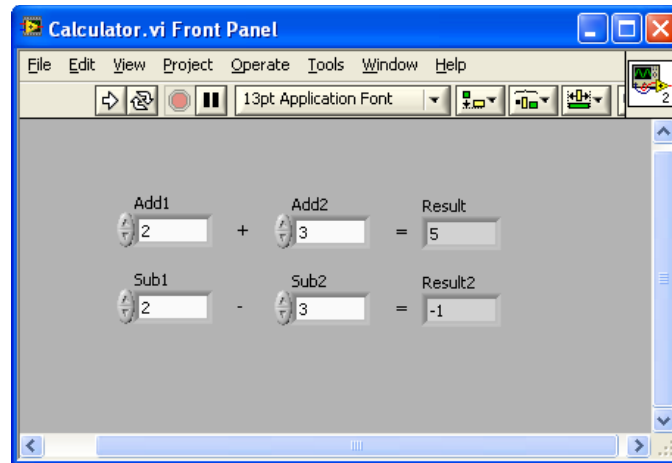 Calculator.vi Front Panel
File Edit View Project Operate Tools Window Help
13pt Application Font
2
Add1 Add2 Result
2 + 3 = 5
Sub1 Sub2 Result2
2 - 3 = -1